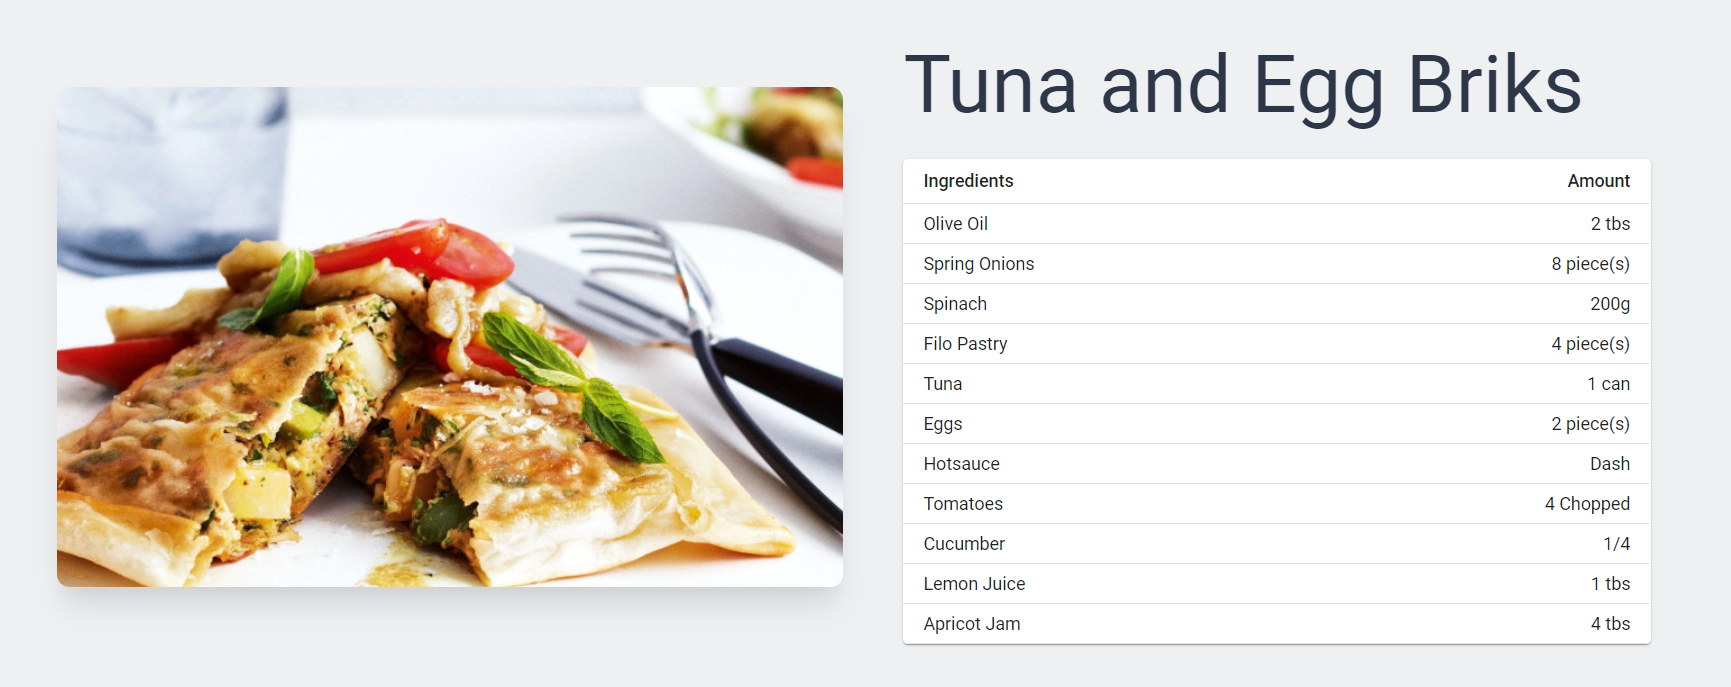 Tuna and Egg Briks
Ingredients Amount
Olive Oil 2 tbs
Spring Onions 8 piece(s)
Spinach 200g
Filo Pastry 4 piece(s)
Tuna 1 can
Eggs 2 piece(s)
Hotsauce Dash
Tomatoes 4 Chopped
Cucumber 1/4
Lemon Juice 1 tbs
Apricot Jam 4 tbs